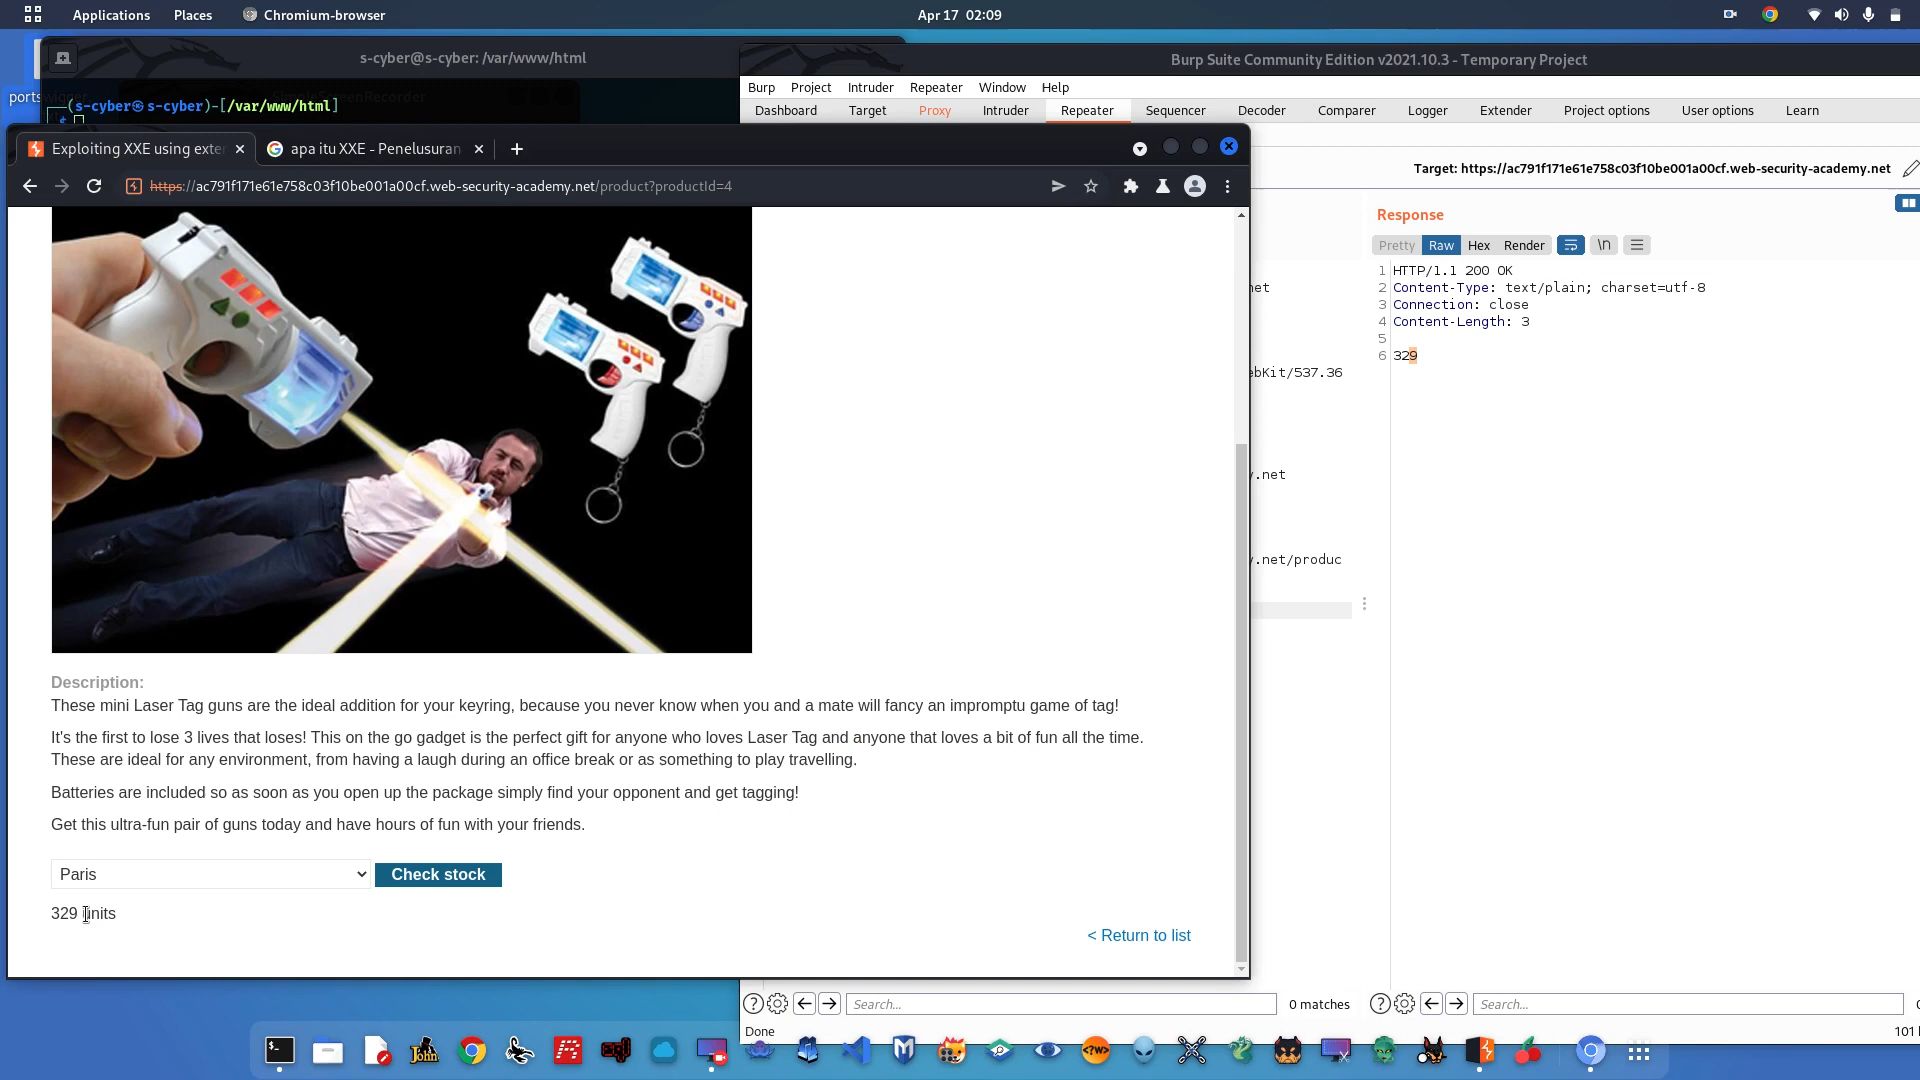 Applications Places Chromium-browser Apr 17 02:09
s-cyber@s-cyber: /var/www/html
Burp Suite Community Edition v2021.10.3 - Temporary Project
(s-cyber㉿s-cyber)-[/var/www/html]
$
Burp Project Intruder Repeater Window Help
Dashboard Target Proxy Intruder Repeater Sequencer Decoder Comparer Logger Extender Project options User options Learn
Exploiting XXE using exte
apa itu XXE - Penelusuran
https://ac791f171e61e758c03f10be001a00cf.web-security-academy.net/product?productId=4
Target: https://ac791f171e61e758c03f10be001a00cf.web-security-academy.net
Response
Pretty Raw Hex Render \n
1 HTTP/1.1 200 OK
2 Content-Type: text/plain; charset=utf-8
3 Connection: close
4 Content-Length: 3
5
6 329
net
ebKit/537.36
y.net
y.net/produc
Description:
These mini Laser Tag guns are the ideal addition for your keyring, because you never know when you and a mate will fancy an impromptu game of tag!
It's the first to lose 3 lives that loses! This on the go gadget is the perfect gift for anyone who loves Laser Tag and anyone that loves a bit of fun all the time.
These are ideal for any environment, from having a laugh during an office break or as something to play travelling.
Batteries are included so as soon as you open up the package simply find your opponent and get tagging!
Get this ultra-fun pair of guns today and have hours of fun with your friends.
Paris Check stock
329 units
< Return to list
Search... 0 matches Search...
Done 101